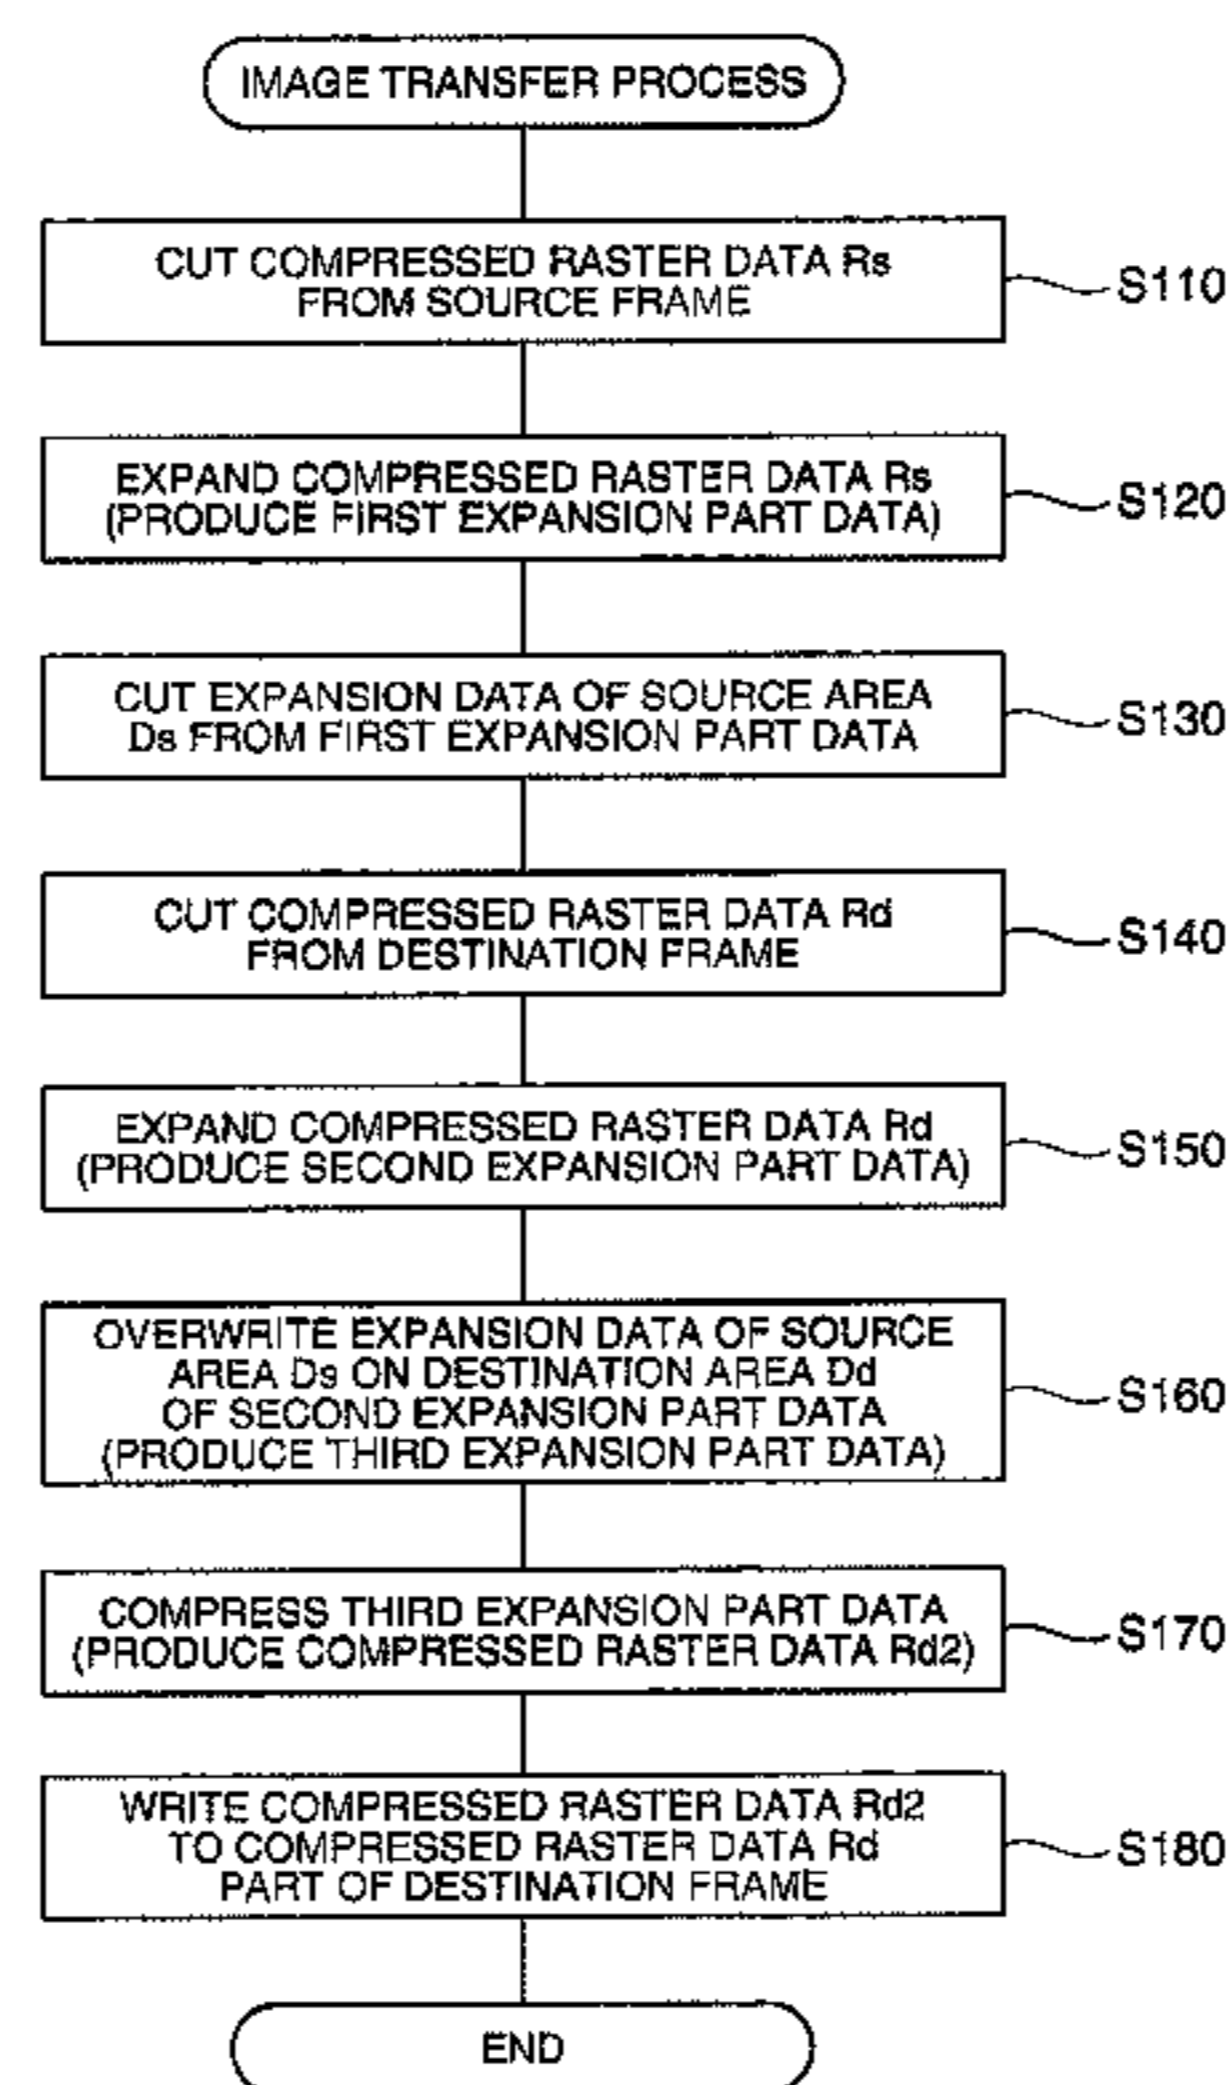 IMAGE TRANSFER PROCESS
CUT COMPRESSED RASTER DATA Rs
FROM SOURCE FRAME
S110
EXPAND COMPRESSED RASTER DATA Rs
(PRODUCE FIRST EXPANSION PART DATA)
S120
CUT EXPANSION DATA OF SOURCE AREA
Ds FROM FIRST EXPANSION PART DATA
S130
CUT COMPRESSED RASTER DATA Rd
FROM DESTINATION FRAME
S140
EXPAND COMPRESSED RASTER DATA Rd
(PRODUCE SECOND EXPANSION PART DATA)
S150
OVERWRITE EXPANSION DATA OF SOURCE
AREA Ds ON DESTINATION AREA Dd
OF SECOND EXPANSION PART DATA
(PRODUCE THIRD EXPANSION PART DATA)
S160
COMPRESS THIRD EXPANSION PART DATA
(PRODUCE COMPRESSED RASTER DATA Rd2)
S170
WRITE COMPRESSED RASTER DATA Rd2
TO COMPRESSED RASTER DATA Rd
PART OF DESTINATION FRAME
S180
END